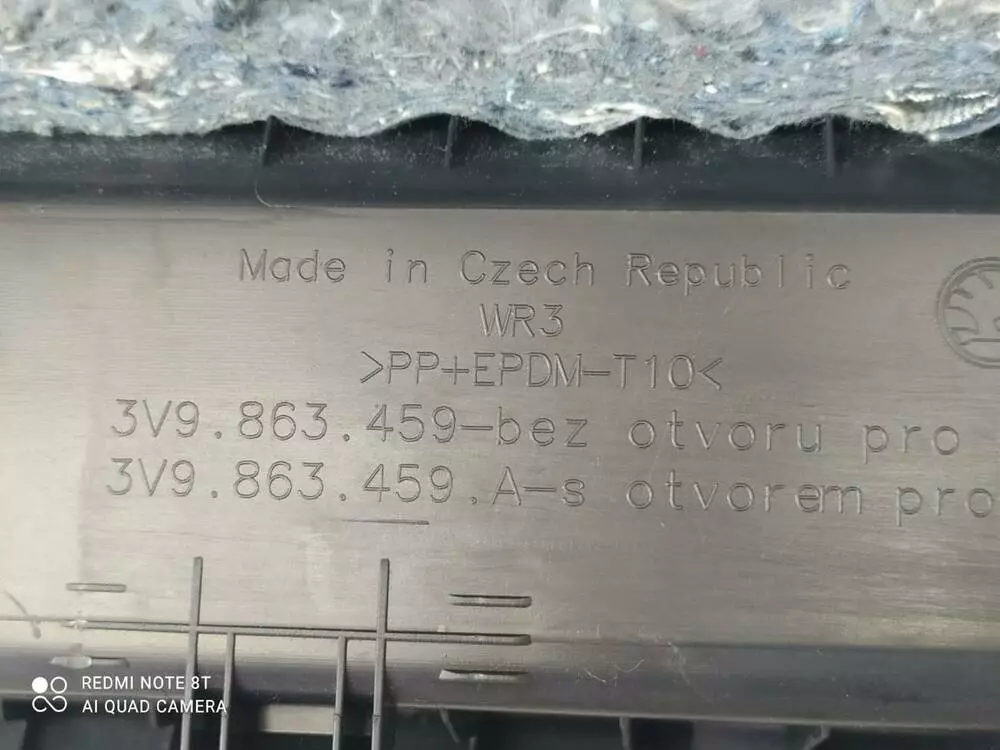 Made in Czech Republic
WR3
>PP+EPDM-T10<
3V9.863.459-bez otvoru pro
3V9.863.459.A-s otvorem pro
REDMI NOTE 8T
AI QUAD CAMERA